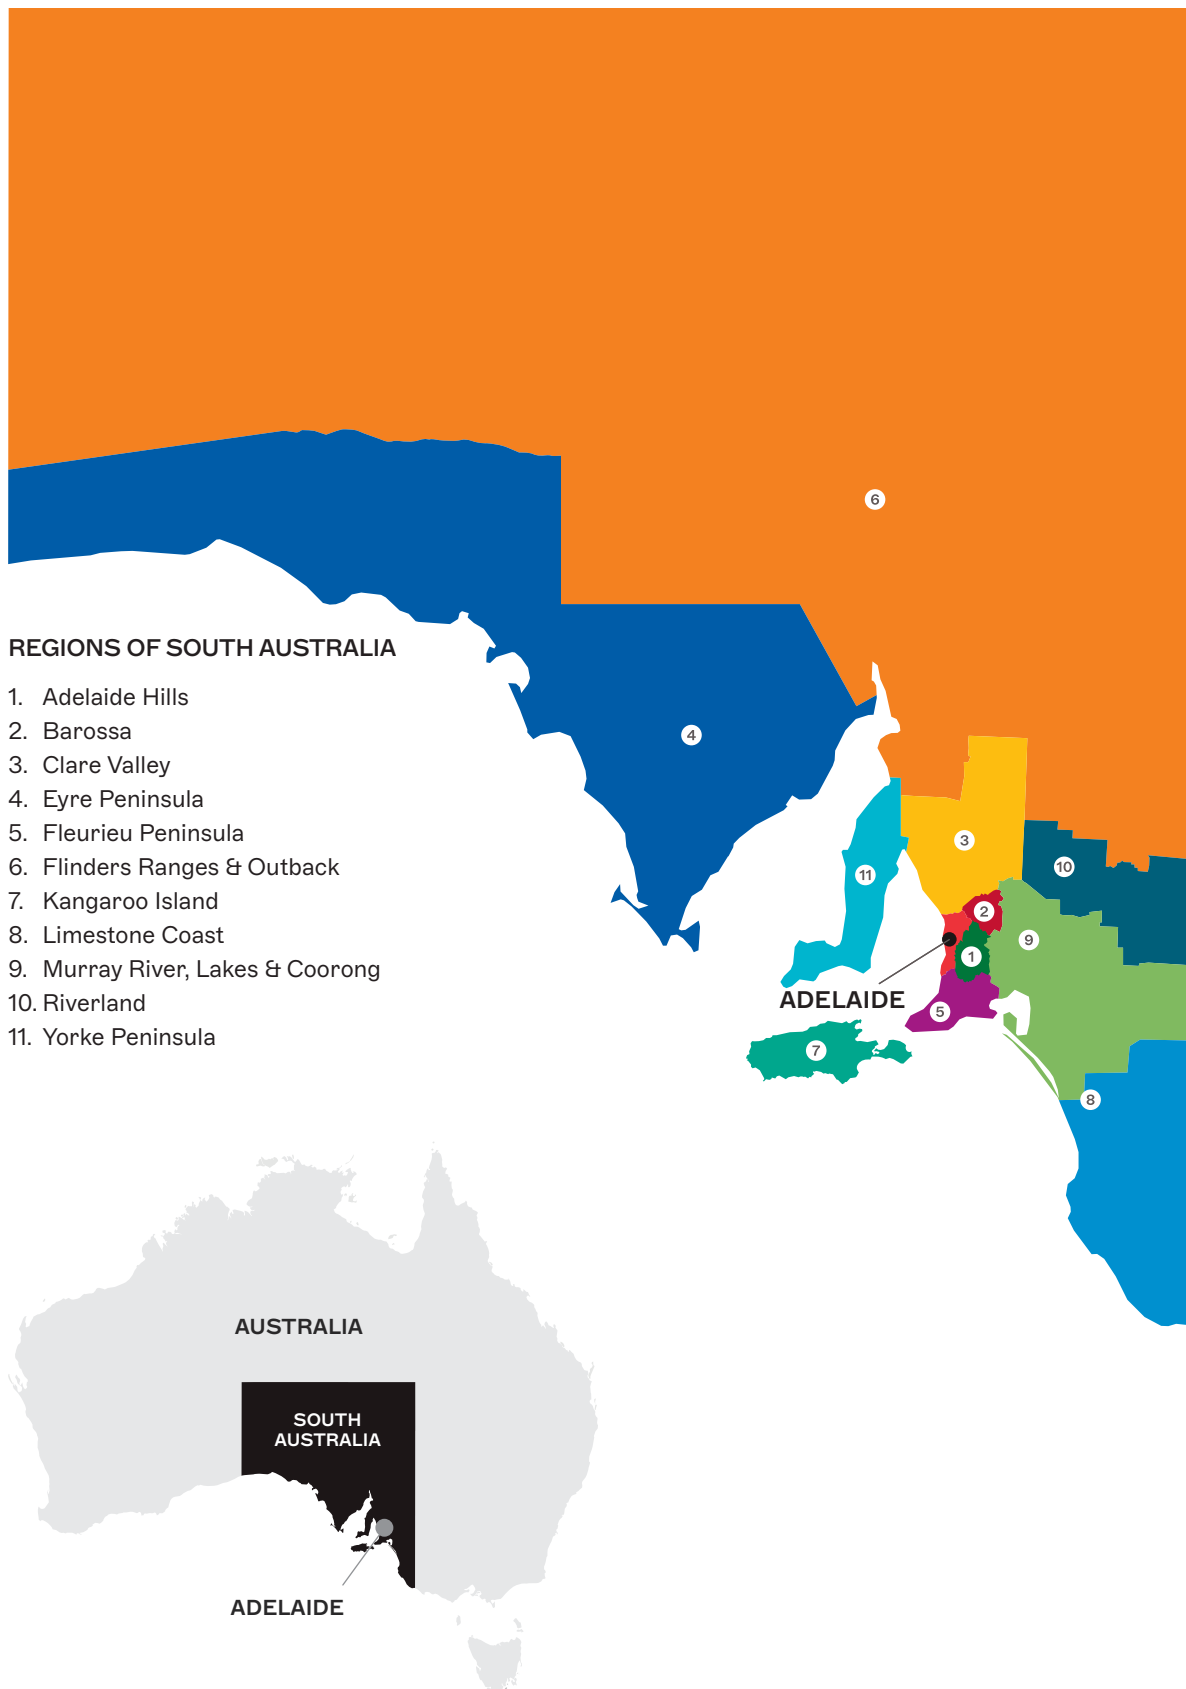 6
REGIONS OF SOUTH AUSTRALIA
1. Adelaide Hills
2. Barossa
3. Clare Valley
4. Eyre Peninsula
5. Fleurieu Peninsula
6. Flinders Ranges & Outback
7. Kangaroo Island
8. Limestone Coast
9. Murray River, Lakes & Coorong
10. Riverland
11. Yorke Peninsula
4
3
10
11
2
9
1
ADELAIDE
5
7
8
AUSTRALIA
SOUTH
AUSTRALIA
ADELAIDE